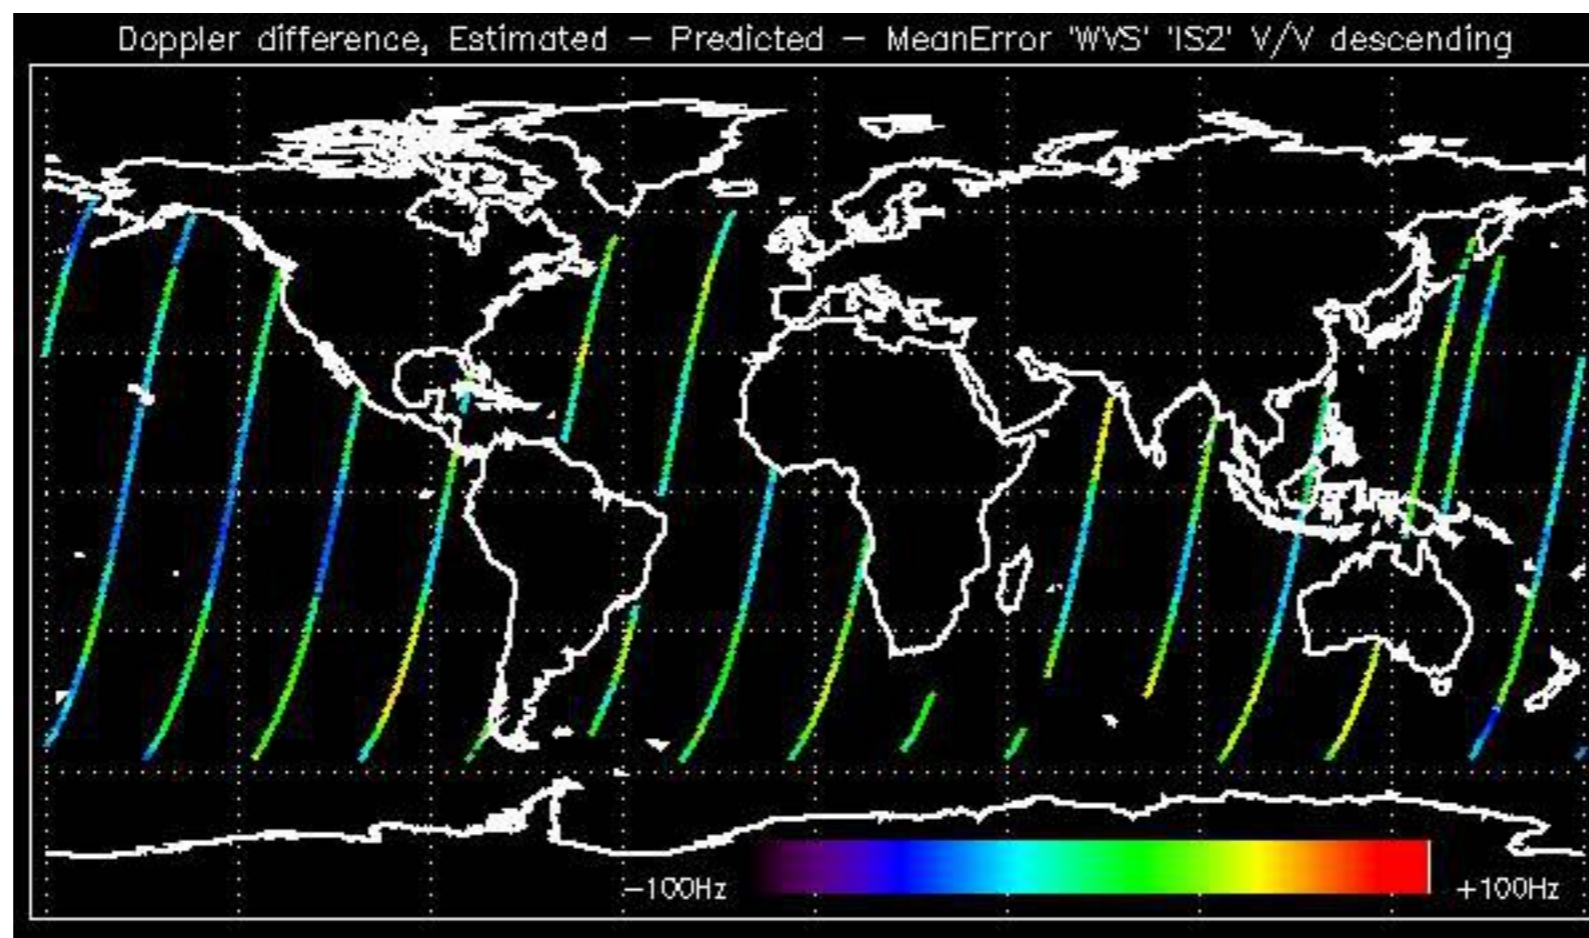 Doppler difference, Estimated – Predicted – MeanError 'WVS' 'IS2' V/V descending
–100Hz
+100Hz